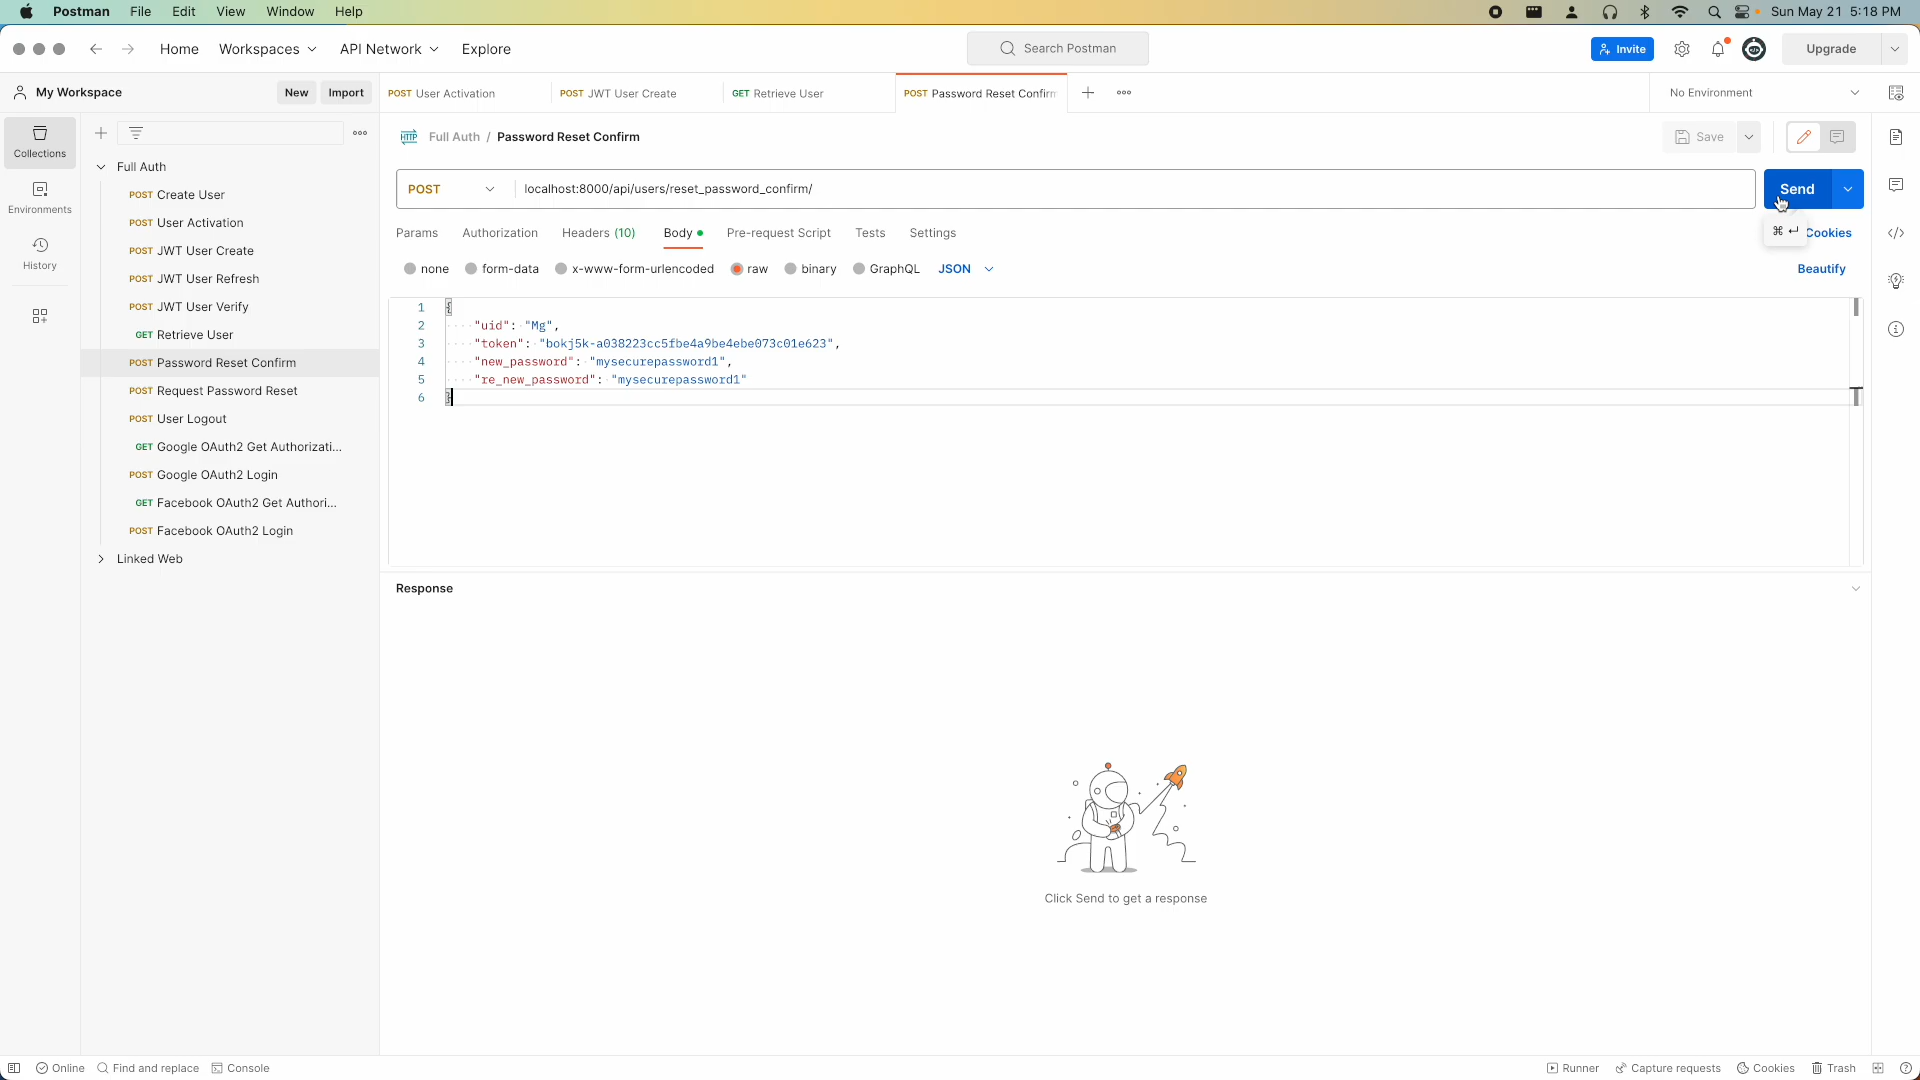 Postman File Edit View Window Help Sun May 21 5:18 PM
Home Workspaces API Network Explore Search Postman Invite Upgrade
My Workspace New Import POST User Activation POST JWT User Create GET Retrieve User POST Password Reset Confirm No Environment
Collections
Environments
History
Full Auth
POST Create User
POST User Activation
POST JWT User Create
POST JWT User Refresh
POST JWT User Verify
GET Retrieve User
POST Password Reset Confirm
POST Request Password Reset
POST User Logout
GET Google OAuth2 Get Authorizati...
POST Google OAuth2 Login
GET Facebook OAuth2 Get Authori...
POST Facebook OAuth2 Login
Linked Web
HTTP Full Auth / Password Reset Confirm Save
POST localhost:8000/api/users/reset_password_confirm/ Send
Params Authorization Headers (10) Body Pre-request Script Tests Settings ⌘ ↵ Cookies
none form-data x-www-form-urlencoded raw binary GraphQL JSON Beautify
1 {
2 "uid": "Mg",
3 "token": "bokj5k-a038223cc5fbe4a9be4ebe073c01e623",
4 "new_password": "mysecurepassword1",
5 "re_new_password": "mysecurepassword1"
6 }
Response
Click Send to get a response
Online Find and replace Console Runner Capture requests Cookies Trash